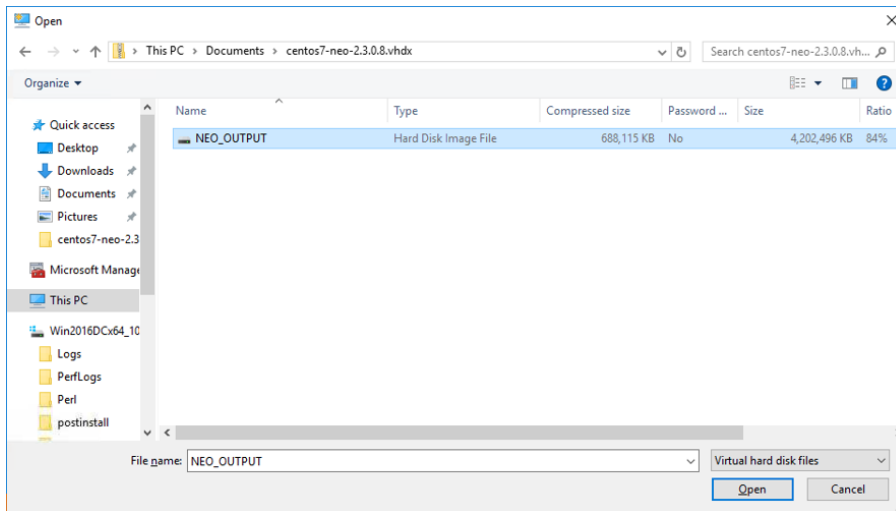 Open
This PC > Documents > centos7-neo-2.3.0.8.vhdx
Search centos7-neo-2.3.0.8.vh...
Organize
Quick access
Desktop
Downloads
Documents
Pictures
centos7-neo-2.3
Microsoft Manage
This PC
Win2016DCx64_10
Logs
PerfLogs
Perl
postinstall
Name Type Compressed size Password ... Size Ratio
NEO_OUTPUT Hard Disk Image File 688,115 KB No 4,202,496 KB 84%
File name: NEO_OUTPUT Virtual hard disk files
Open Cancel